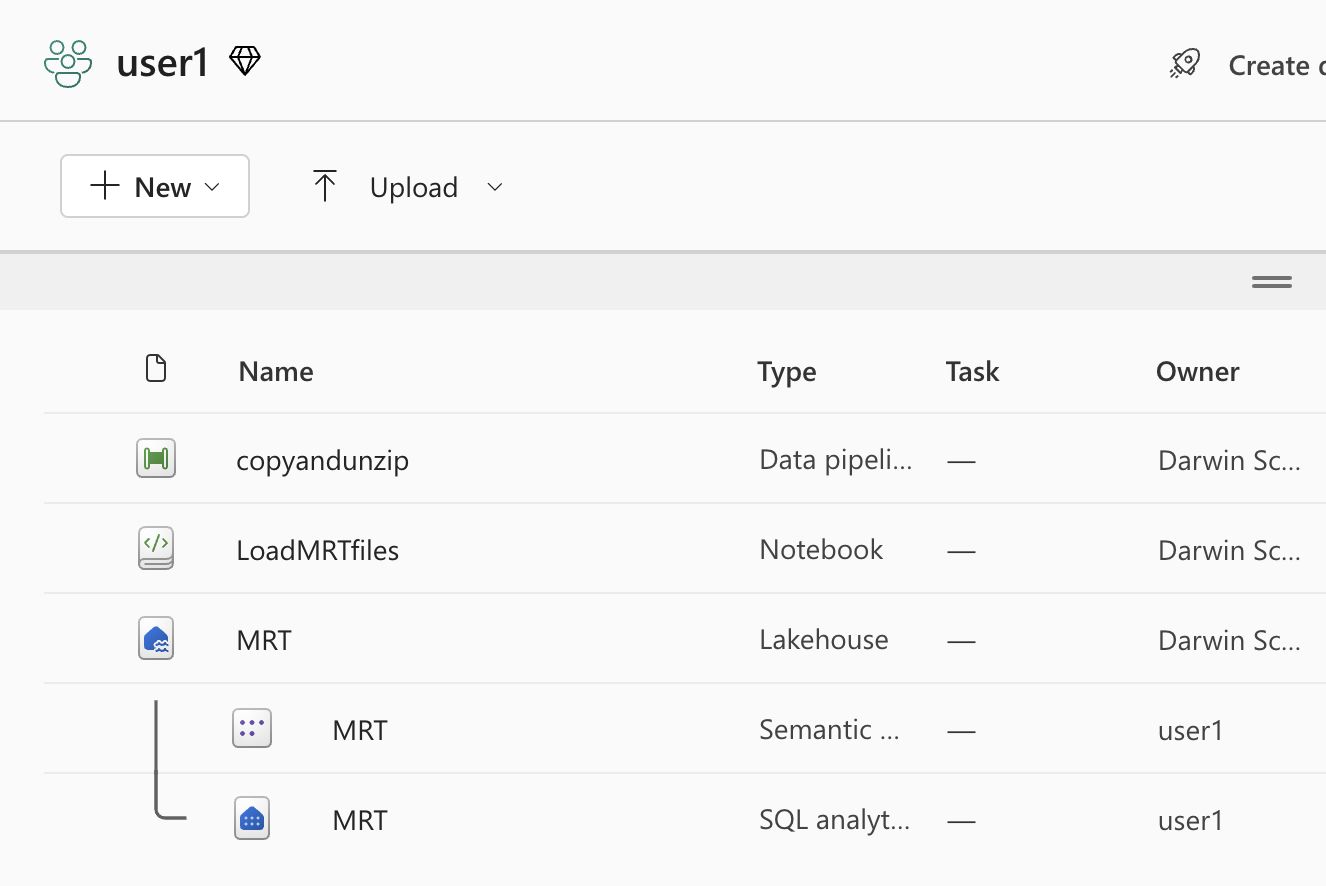 user1
Create
New
Upload
Name Type Task Owner
copyandunzip Data pipeli... — Darwin Sc...
LoadMRTfiles Notebook — Darwin Sc...
MRT Lakehouse — Darwin Sc...
MRT Semantic ... — user1
MRT SQL analyt... — user1